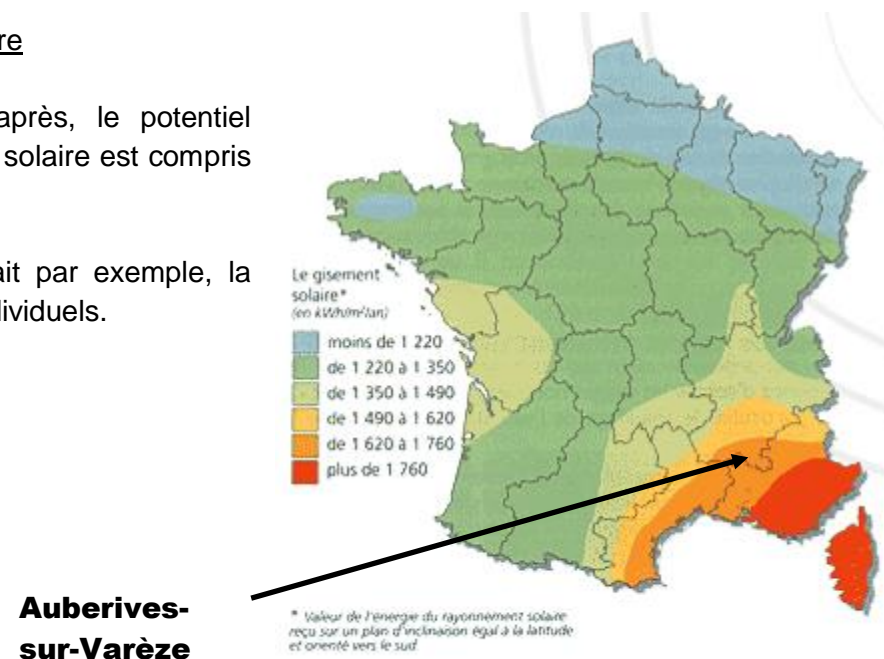 re
après, le potentiel
solaire est compris
ait par exemple, la
dividuels.
Le gisement
solaire*
(en kWh/m²/an)
moins de 1 220
de 1 220 à 1 350
de 1 350 à 1 490
de 1 490 à 1 620
de 1 620 à 1 760
plus de 1 760
Auberives-
sur-Varèze
* Valeur de l'énergie du rayonnement solaire
reçu sur un plan d'inclinaison égal à la latitude
et orienté vers le sud